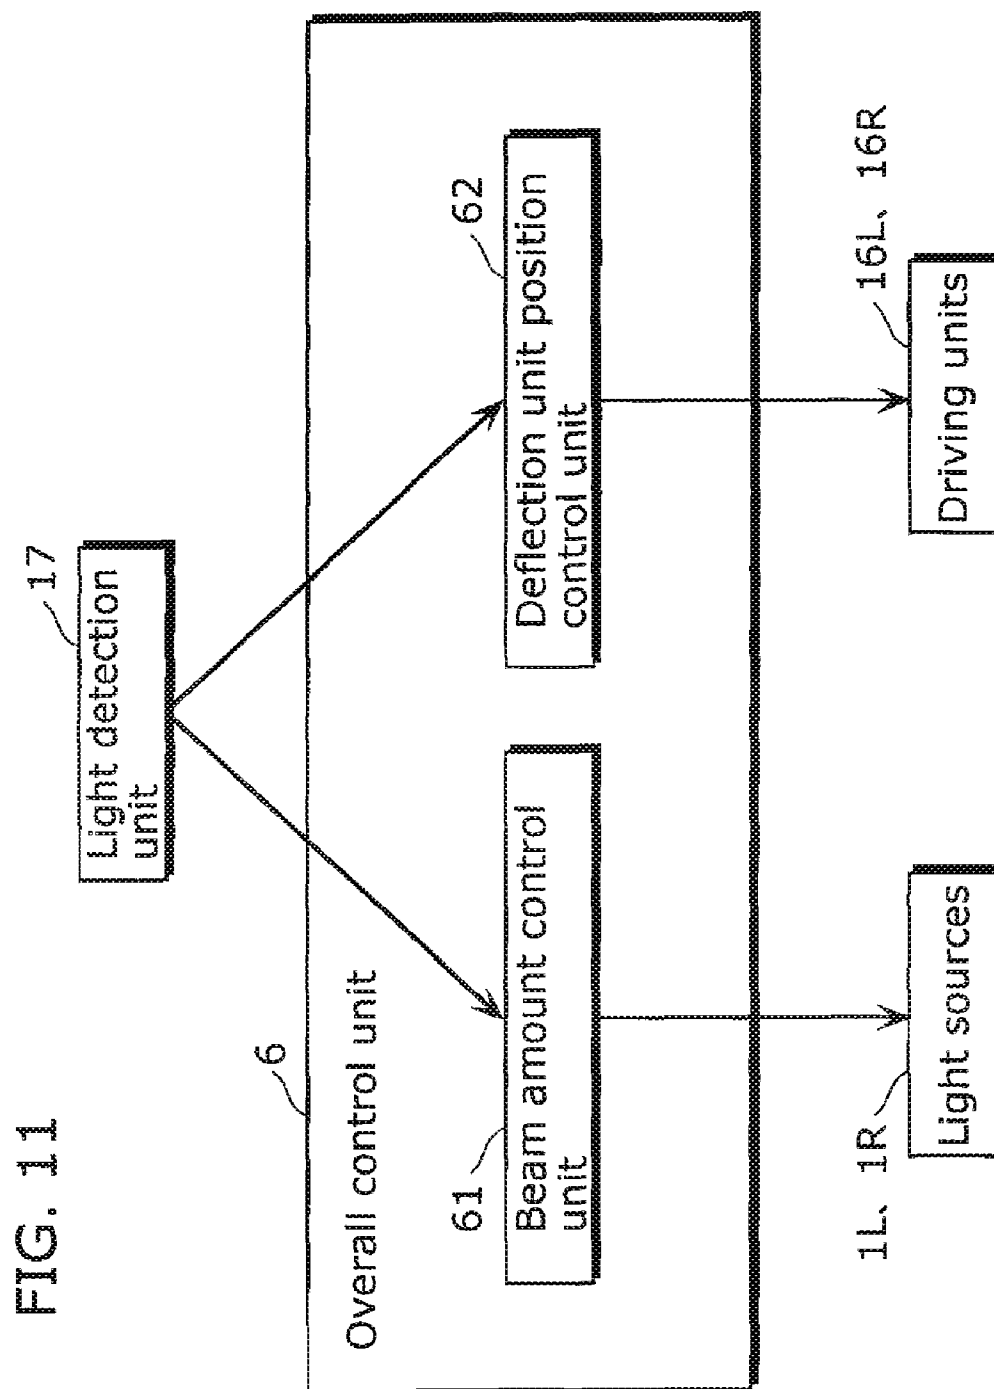 FIG. 11
17
Light detection
unit
6
Overall control unit
61
Beam amount control
unit
62
Deflection unit position
control unit
1L、1R
Light sources
16L、16R
Driving units